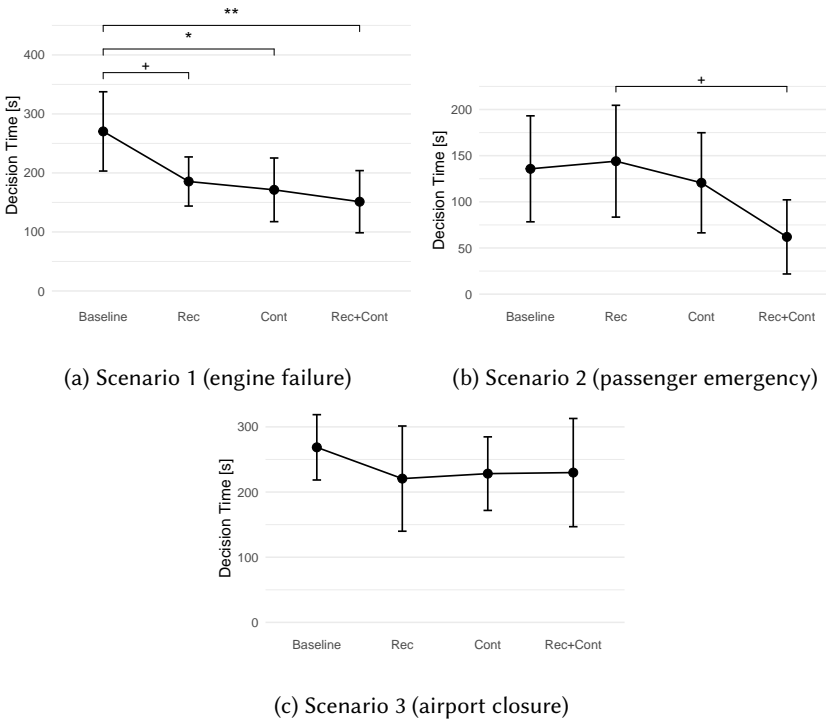 **
*
+
400
300
200
100
0
Decision Time [s]
Baseline Rec Cont Rec+Cont
(a) Scenario 1 (engine failure)
+
200
150
100
50
0
Decision Time [s]
Baseline Rec Cont Rec+Cont
(b) Scenario 2 (passenger emergency)
300
200
100
0
Decision Time [s]
Baseline Rec Cont Rec+Cont
(c) Scenario 3 (airport closure)